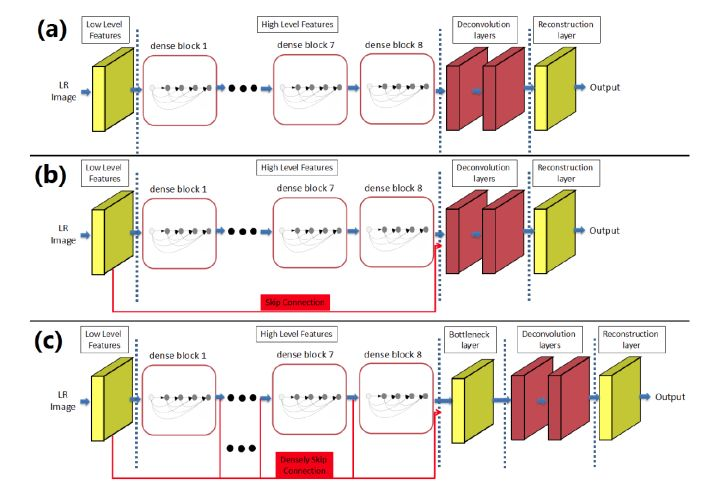 (a)
Low Level
Features
High Level Features
Deconvolution
layers
Reconstruction
layer
dense block 1
dense block 7
dense block 8
LR
Image
Output
(b)
Low Level
Features
High Level Features
Deconvolution
layers
Reconstruction
layer
dense block 1
dense block 7
dense block 8
LR
Image
Output
Skip Connection
(c)
Low Level
Features
High Level Features
Bottleneck
layer
Deconvolution
layers
Reconstruction
layer
dense block 1
dense block 7
dense block 8
LR
Image
Output
Densely Skip
Connection